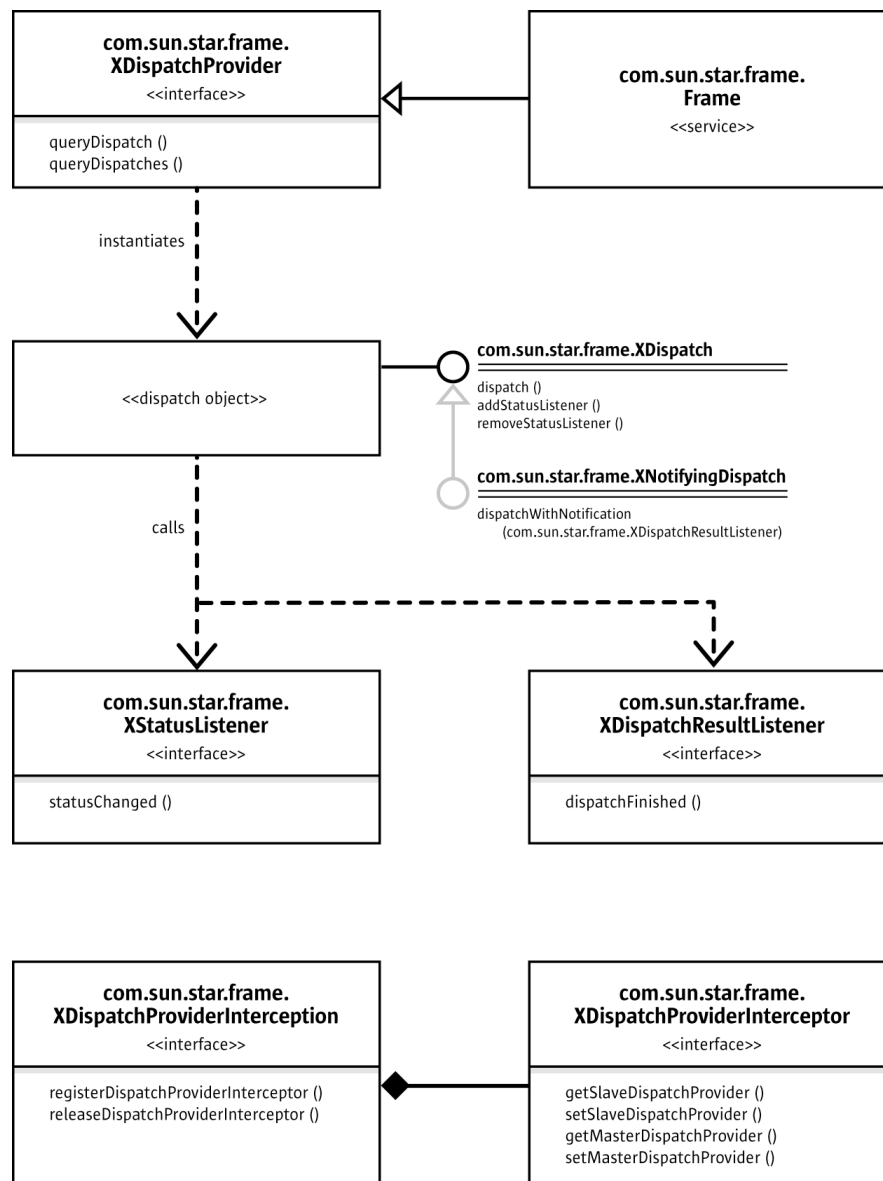 com.sun.star.frame.
XDispatchProvider
<<interface>>
queryDispatch ()
queryDispatches ()
com.sun.star.frame.
Frame
<<service>>
instantiates
<<dispatch object>>
com.sun.star.frame.XDispatch
dispatch ()
addStatusListener ()
removeStatusListener ()
com.sun.star.frame.XNotifyingDispatch
dispatchWithNotification
(com.sun.star.frame.XDispatchResultListener)
calls
com.sun.star.frame.
XStatusListener
<<interface>>
statusChanged ()
com.sun.star.frame.
XDispatchResultListener
<<interface>>
dispatchFinished ()
com.sun.star.frame.
XDispatchProviderInterception
<<interface>>
registerDispatchProviderInterceptor ()
releaseDispatchProviderInterceptor ()
com.sun.star.frame.
XDispatchProviderInterceptor
<<interface>>
getSlaveDispatchProvider ()
setSlaveDispatchProvider ()
getMasterDispatchProvider ()
setMasterDispatchProvider ()